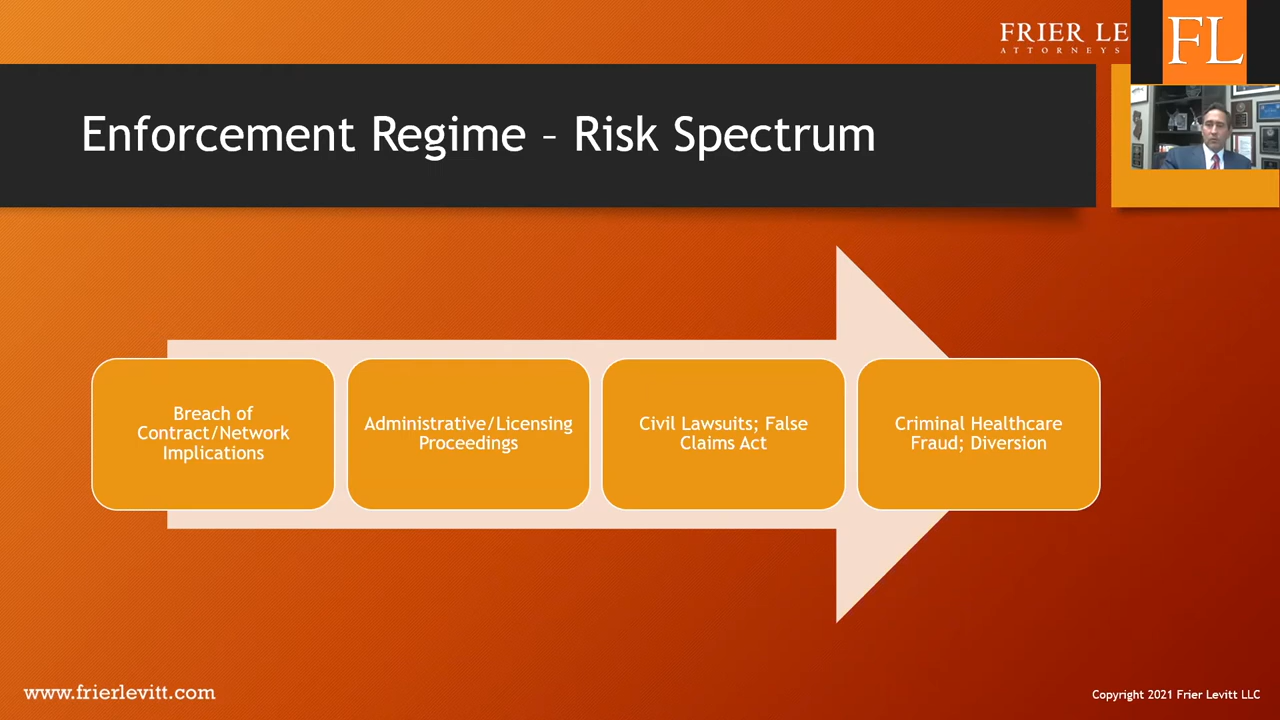 FRIER LE
ATTORNEYS
FL
Enforcement Regime – Risk Spectrum
Breach of
Contract/Network
Implications
Administrative/Licensing
Proceedings
Civil Lawsuits; False
Claims Act
Criminal Healthcare
Fraud; Diversion
www.frierlevitt.com
Copyright 2021 Frier Levitt LLC